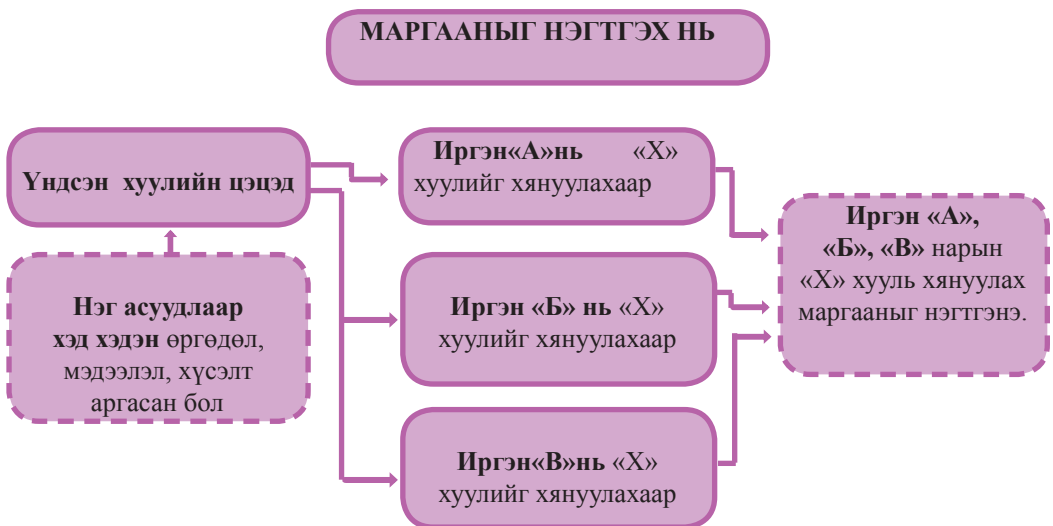 МАРГААНЫГ НЭГТГЭХ НЬ
Үндсэн хуулийн цэцэд
Нэг асуудлаар
хэд хэдэн өргөдөл,
мэдээлэл, хүсэлт
аргасан бол
Иргэн«А»нь «Х»
хуулийг хянуулахаар
Иргэн «Б» нь «Х»
хуулийг хянуулахаар
Иргэн«В»нь «Х»
хуулийг хянуулахаар
Иргэн «А»,
«Б», «В» нарын
«Х» хууль хянуулах
маргааныг нэгтгэнэ.